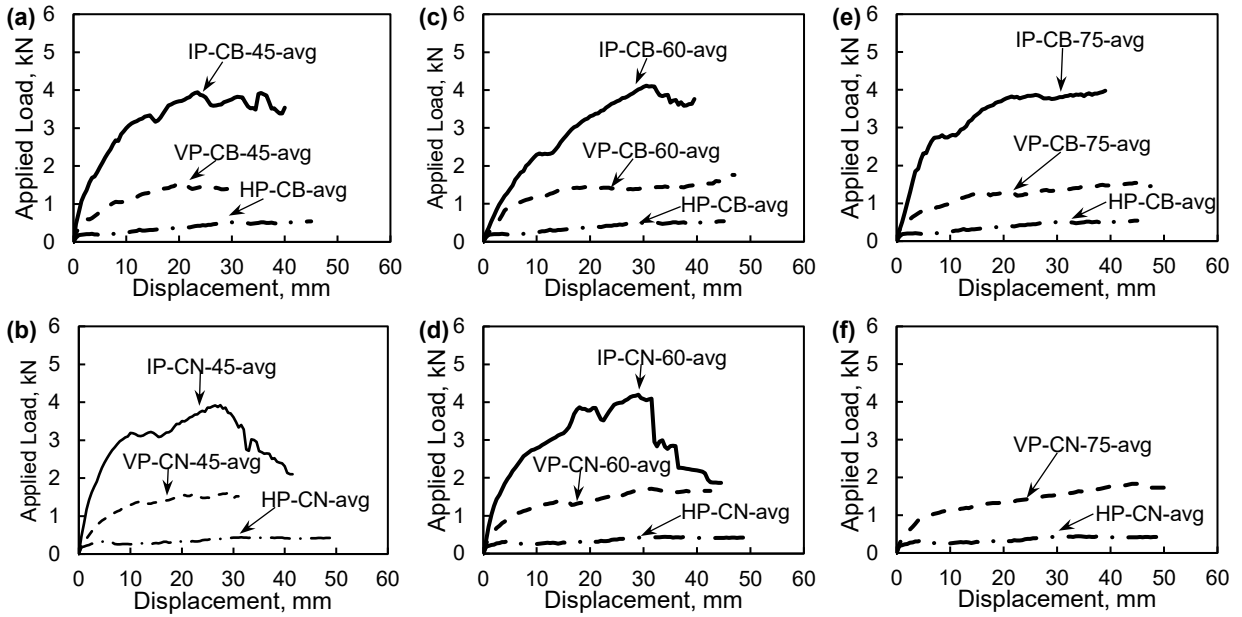 (a)
Applied Load, kN
6
5
4
3
2
1
0
IP-CB-45-avg
VP-CB-45-avg
HP-CB-avg
0 10 20 30 40 50 60
Displacement, mm
(c)
Applied Load, kN
6
5
4
3
2
1
0
IP-CB-60-avg
VP-CB-60-avg
HP-CB-avg
0 10 20 30 40 50 60
Displacement, mm
(e)
Applied Load, kN
6
5
4
3
2
1
0
IP-CB-75-avg
VP-CB-75-avg
HP-CB-avg
0 10 20 30 40 50 60
Displacement, mm
(b)
Applied Load, kN
6
5
4
3
2
1
0
IP-CN-45-avg
VP-CN-45-avg
HP-CN-avg
0 10 20 30 40 50 60
Displacement, mm
(d)
Applied Load, kN
6
5
4
3
2
1
0
IP-CN-60-avg
VP-CN-60-avg
HP-CN-avg
0 10 20 30 40 50 60
Displacement, mm
(f)
Applied Load, kN
6
5
4
3
2
1
0
VP-CN-75-avg
HP-CN-avg
0 10 20 30 40 50 60
Displacement, mm